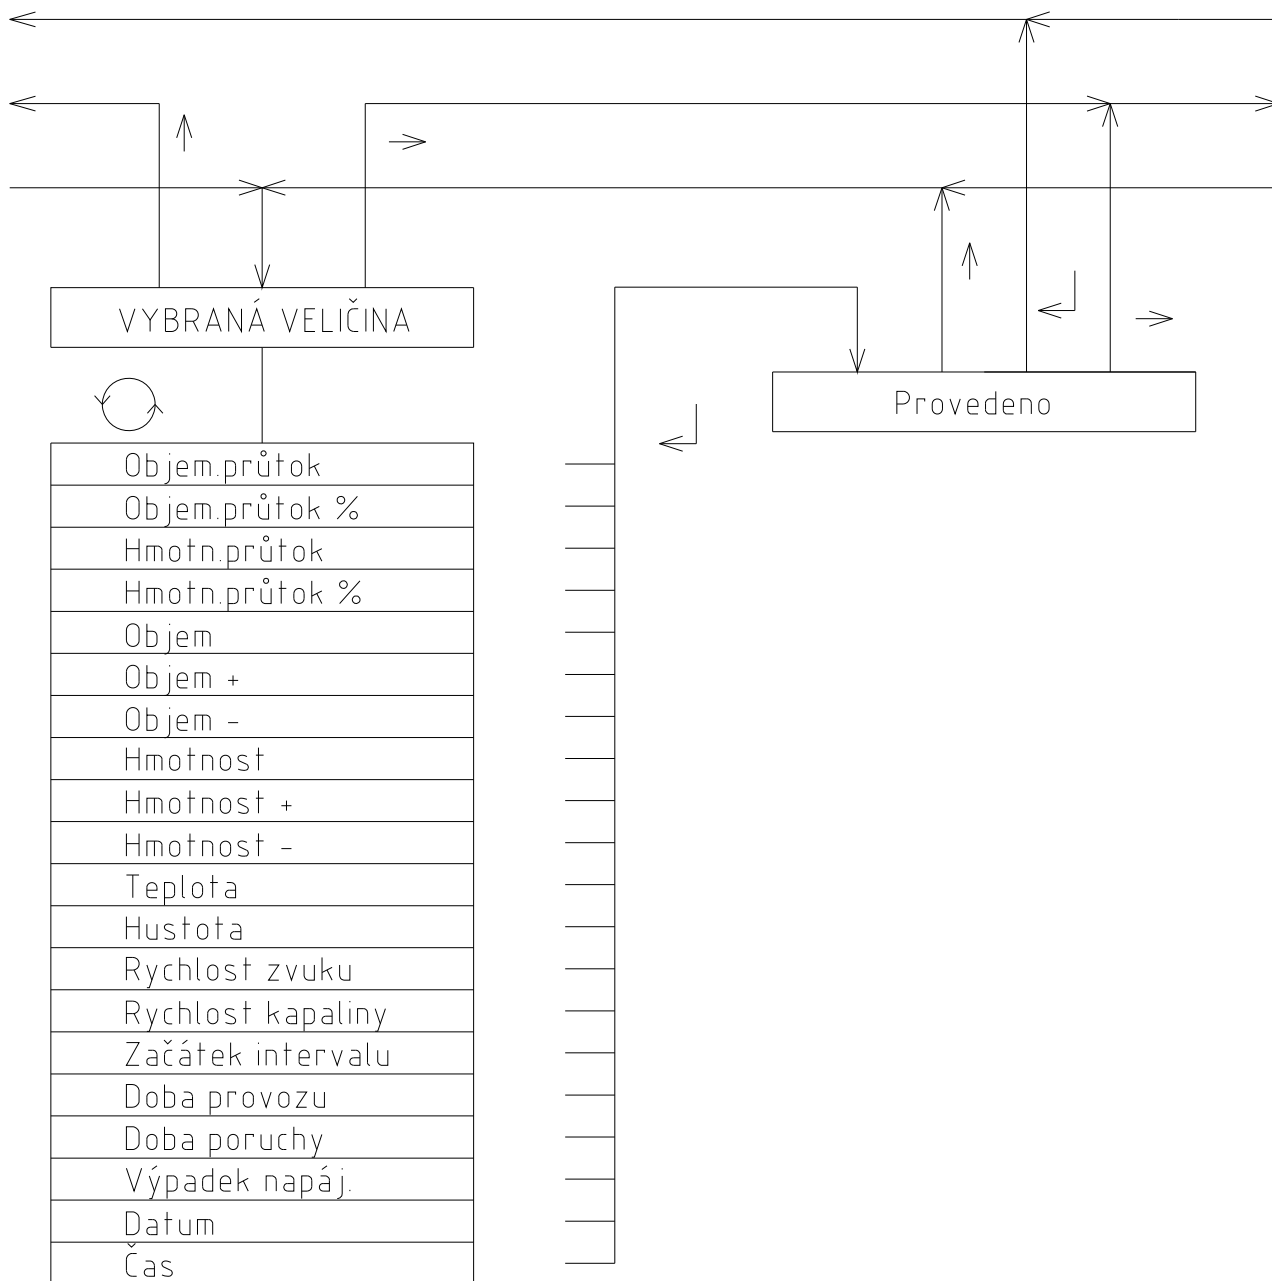 VYBRANÁ VELIČINA
Provedeno
Objem.průtok
Objem.průtok %
Hmotn.průtok
Hmotn.průtok %
Objem
Objem +
Objem -
Hmotnost
Hmotnost +
Hmotnost -
Teplota
Hustota
Rychlost zvuku
Rychlost kapaliny
Začátek intervalu
Doba provozu
Doba poruchy
Výpadek napáj.
Datum
Čas